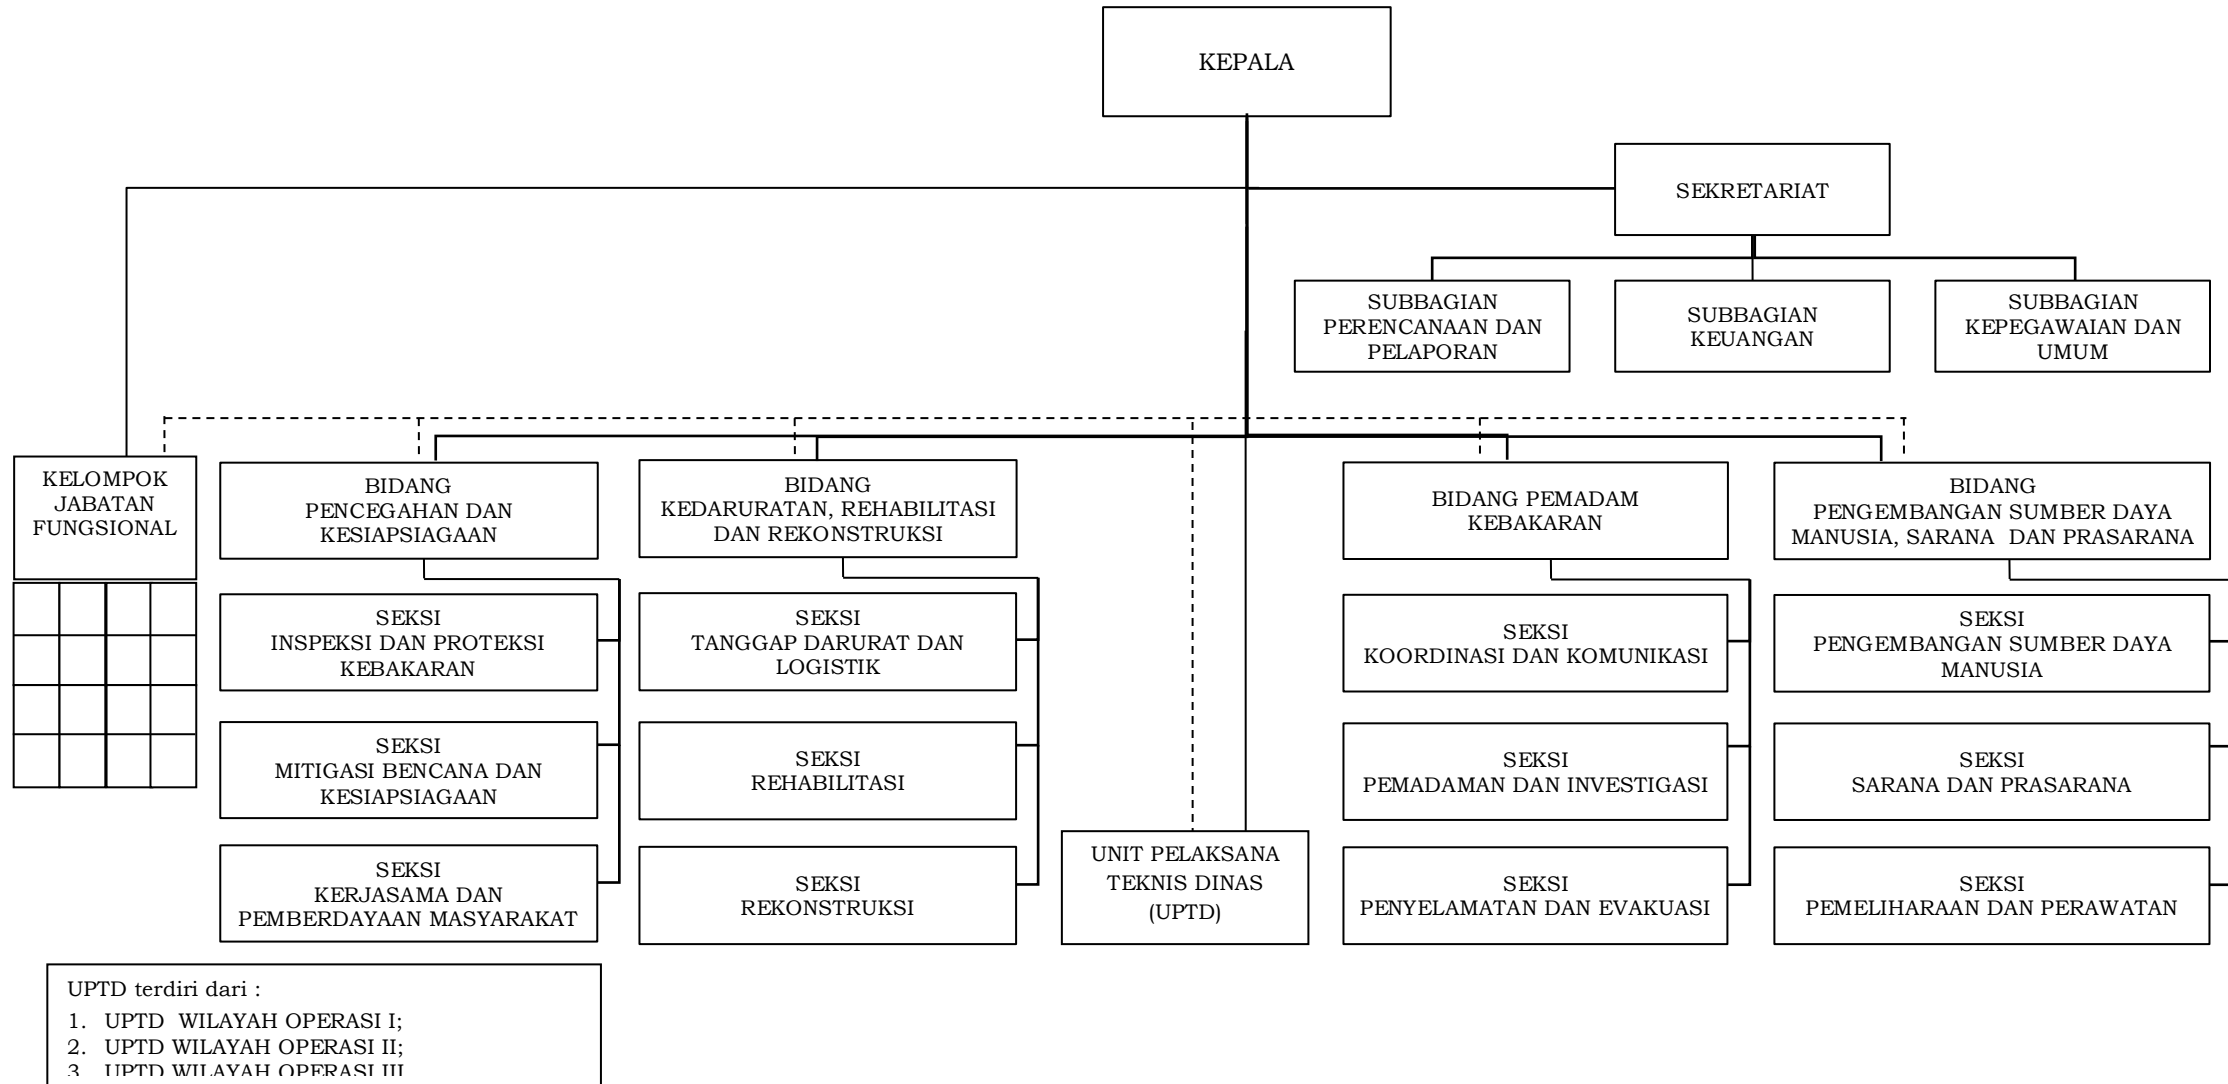 KEPALA
SEKRETARIAT
SUBBAGIAN
PERENCANAAN DAN
PELAPORAN
SUBBAGIAN
KEUANGAN
SUBBAGIAN
KEPEGAWAIAN DAN
UMUM
KELOMPOK
JABATAN
FUNGSIONAL
BIDANG
PENCEGAHAN DAN
KESIAPSIAGAAN
BIDANG
KEDARURATAN, REHABILITASI
DAN REKONSTRUKSI
BIDANG PEMADAM
KEBAKARAN
BIDANG
PENGEMBANGAN SUMBER DAYA
MANUSIA, SARANA DAN PRASARANA
SEKSI
INSPEKSI DAN PROTEKSI
KEBAKARAN
SEKSI
TANGGAP DARURAT DAN
LOGISTIK
SEKSI
KOORDINASI DAN KOMUNIKASI
SEKSI
PENGEMBANGAN SUMBER DAYA
MANUSIA
SEKSI
MITIGASI BENCANA DAN
KESIAPSIAGAAN
SEKSI
REHABILITASI
SEKSI
PEMADAMAN DAN INVESTIGASI
SEKSI
SARANA DAN PRASARANA
SEKSI
KERJASAMA DAN
PEMBERDAYAAN MASYARAKAT
SEKSI
REKONSTRUKSI
UNIT PELAKSANA
TEKNIS DINAS
(UPTD)
SEKSI
PENYELAMATAN DAN EVAKUASI
SEKSI
PEMELIHARAAN DAN PERAWATAN
UPTD terdiri dari :
1. UPTD WILAYAH OPERASI I;
2. UPTD WILAYAH OPERASI II;
3. UPTD WILAYAH OPERASI III